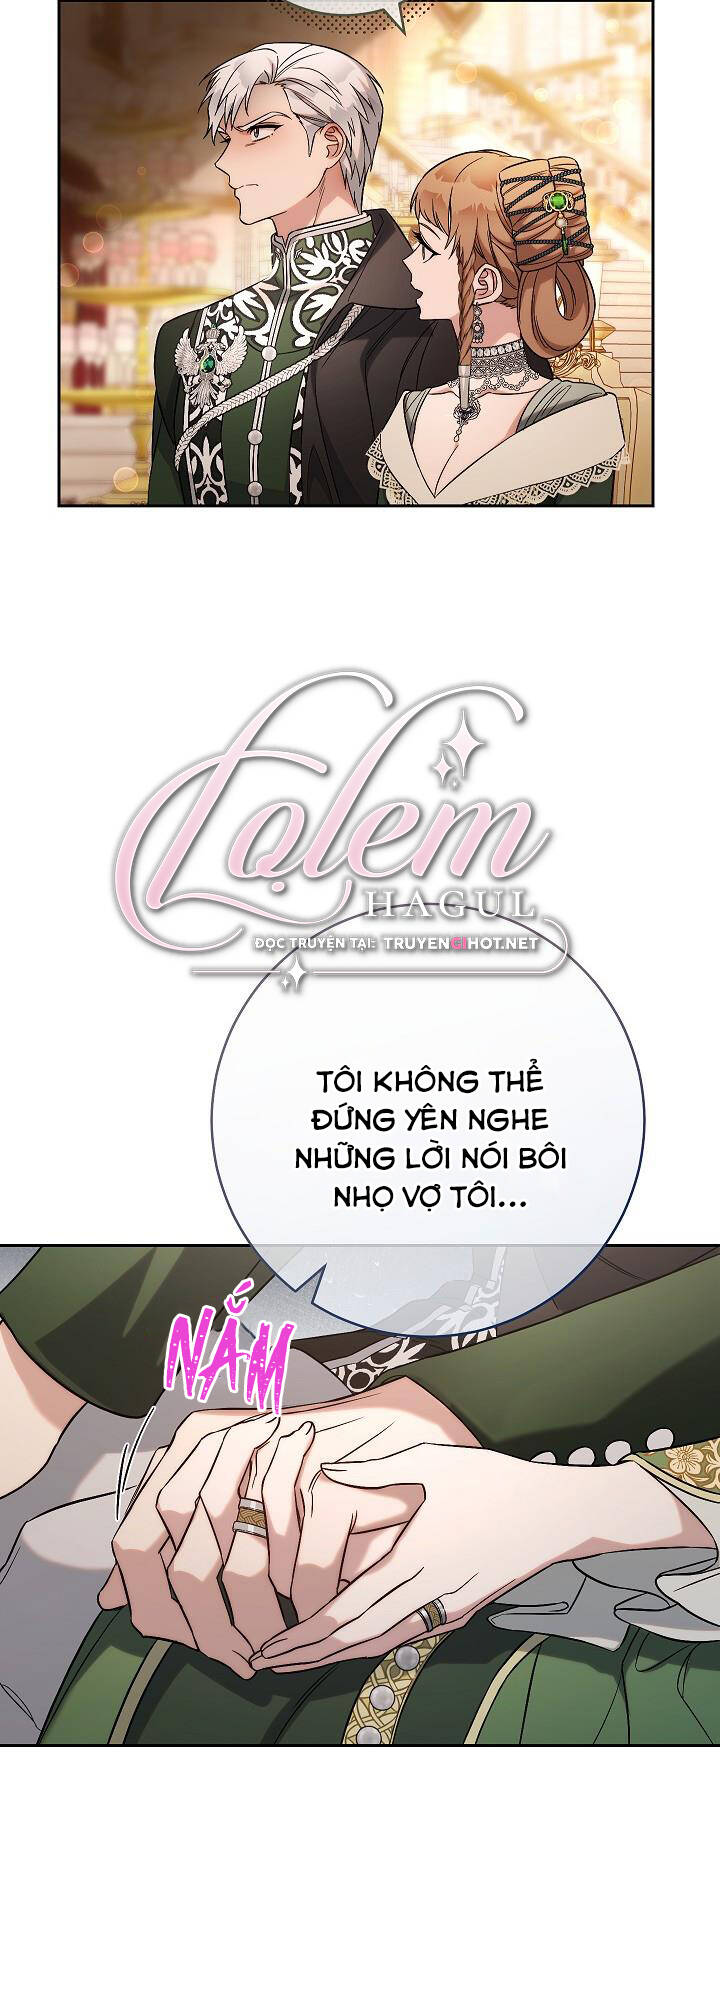 Lọlem
HAGUL
ĐỌC TRUYỆN TẠI: TRUYENGIHOT.NET
TÔI KHÔNG THỂ
ĐỨNG YÊN NGHE
NHỮNG LỜI NÓI BÔI
NHỌ VỢ TÔI...
NẮM